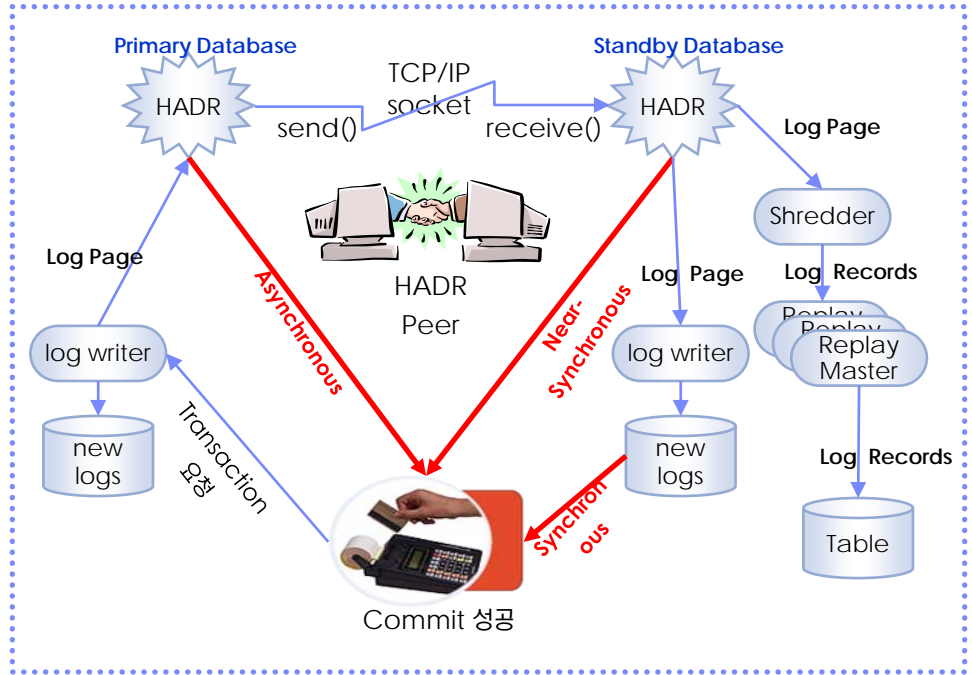 Primary Database
Standby Database
HADR
TCP/IP
socket
send()
receive()
HADR
Log Page
Shredder
Log Page
HADR
Peer
Log Page
Log Records
Asynchronous
Near-
Synchronous
log writer
log writer
Replay
Replay
Replay
Master
new
logs
Transaction
요청
new
logs
Log Records
Synchron
ous
Table
Commit 성공